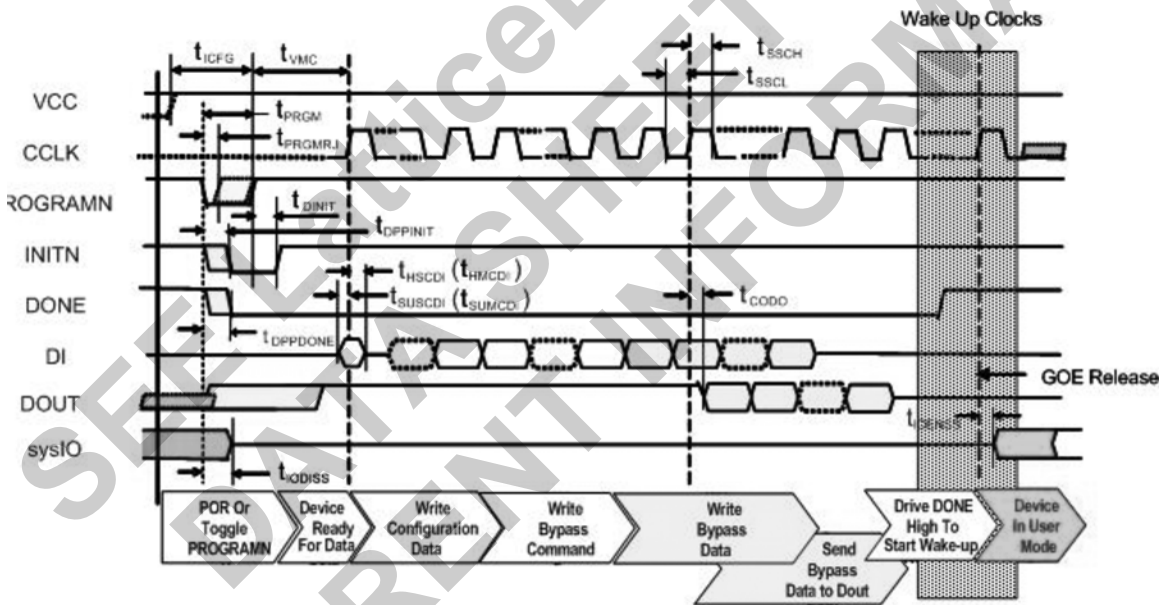 Wake Up Clocks
tICFG
tVMC
tSSCH
tSSCL
VCC
tPRGM
CCLK
tPRGMRJ
ROGRAMN
tDINIT
tDPPINIT
INITN
tHSCDI (tHMCDI)
tSUSCDI (tSUMCDI)
tCODO
DONE
tDPPDONE
DI
GOE Release
DOUT
tIOENSS
sysIO
tIODISS
POR Or
Toggle
PROGRAMN
Device
Ready
For Data
Write
Configuration
Data
Write
Bypass
Command
Write
Bypass
Data
Send
Bypass
Data to Dout
Drive DONE
High To
Start Wake-up
Device
In User
Mode
SEE Lattice
DATA SHEET
RENT INFORMA